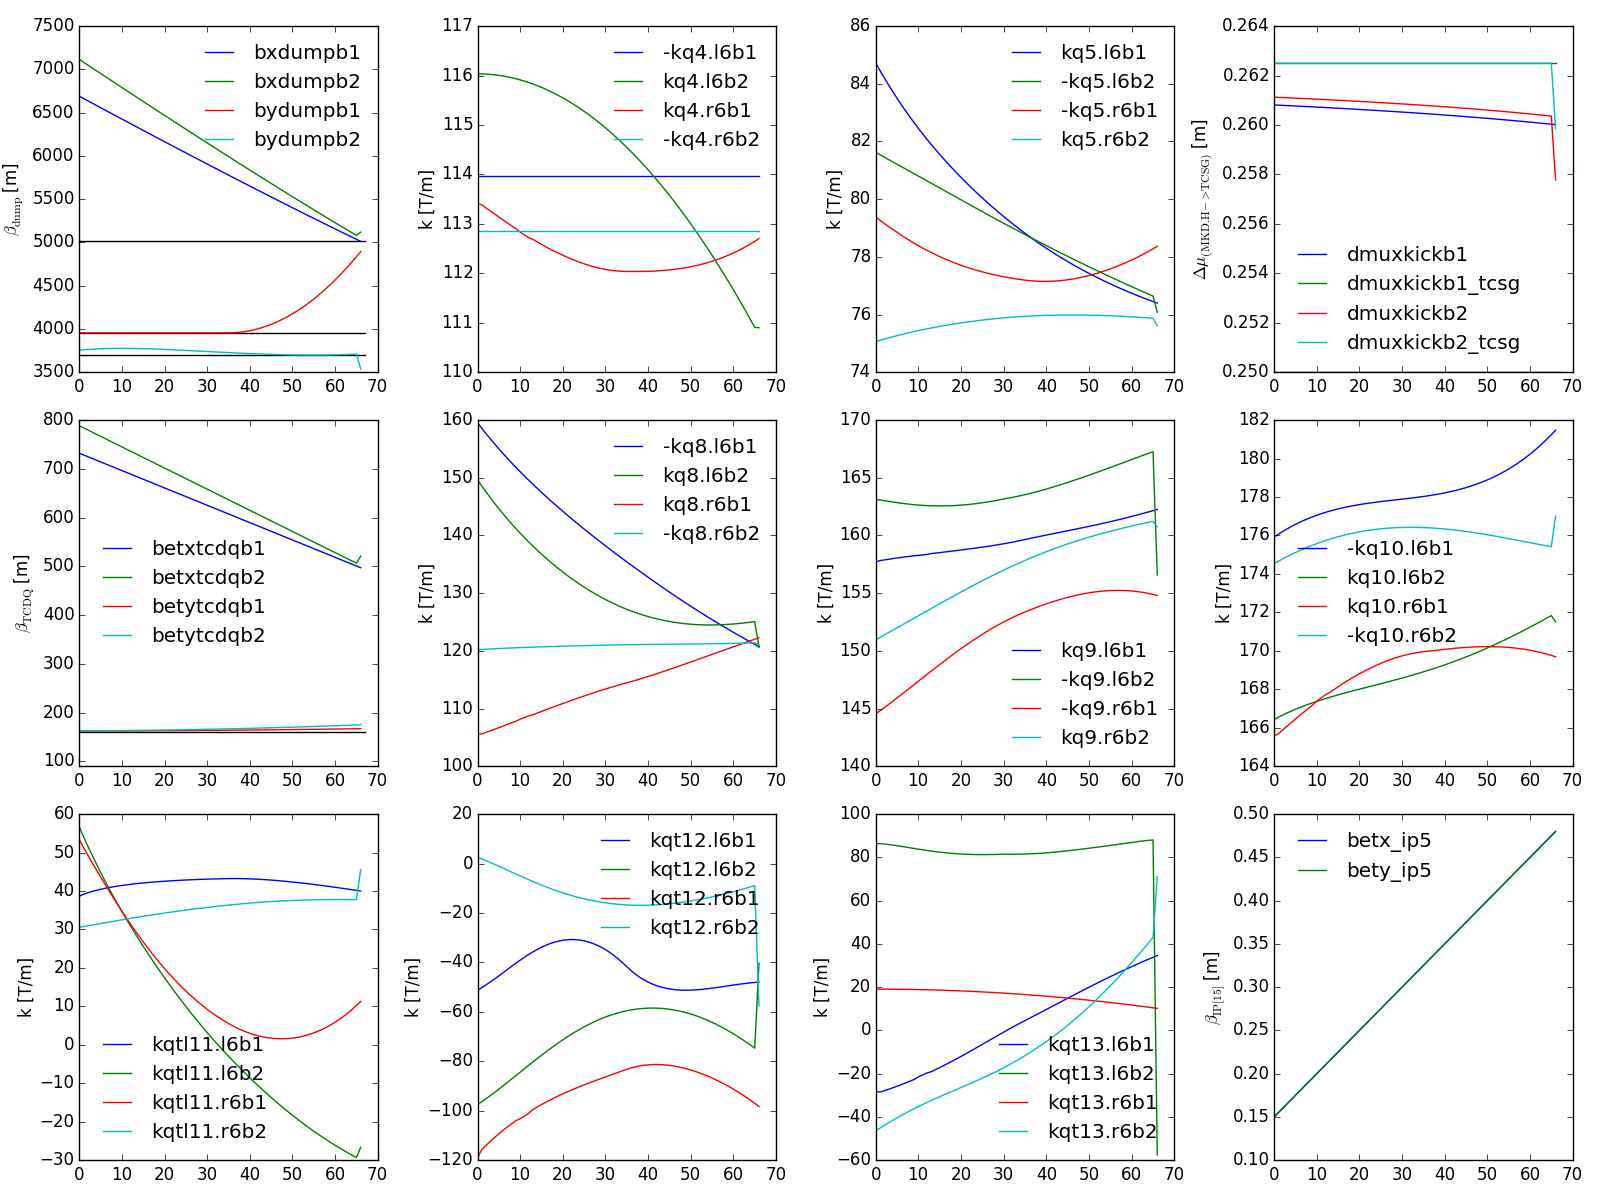 7500
7000
6500
6000
5500
5000
4500
4000
3500
0 10 20 30 40 50 60 70
β_dump [m]
bxdumpb1
bxdumpb2
bydumpb1
bydumpb2
117
116
115
114
113
112
111
110
0 10 20 30 40 50 60 70
k [T/m]
-kq4.l6b1
kq4.l6b2
kq4.r6b1
-kq4.r6b2
86
84
82
80
78
76
74
0 10 20 30 40 50 60 70
k [T/m]
kq5.l6b1
-kq5.l6b2
-kq5.r6b1
kq5.r6b2
0.264
0.262
0.260
0.258
0.256
0.254
0.252
0.250
0 10 20 30 40 50 60 70
Δμ_(MKD.H−>TCSG) [m]
dmuxkickb1
dmuxkickb1_tcsg
dmuxkickb2
dmuxkickb2_tcsg
800
700
600
500
400
300
200
100
0 10 20 30 40 50 60 70
β_TCDQ [m]
betxtcdqb1
betxtcdqb2
betytcdqb1
betytcdqb2
160
150
140
130
120
110
100
0 10 20 30 40 50 60 70
k [T/m]
-kq8.l6b1
kq8.l6b2
kq8.r6b1
-kq8.r6b2
170
165
160
155
150
145
140
0 10 20 30 40 50 60 70
k [T/m]
kq9.l6b1
-kq9.l6b2
-kq9.r6b1
kq9.r6b2
182
180
178
176
174
172
170
168
166
164
0 10 20 30 40 50 60 70
k [T/m]
-kq10.l6b1
kq10.l6b2
kq10.r6b1
-kq10.r6b2
60
50
40
30
20
10
0
−10
−20
−30
0 10 20 30 40 50 60 70
k [T/m]
kqtl11.l6b1
kqtl11.l6b2
kqtl11.r6b1
kqtl11.r6b2
20
0
−20
−40
−60
−80
−100
−120
0 10 20 30 40 50 60 70
k [T/m]
kqt12.l6b1
kqt12.l6b2
kqt12.r6b1
kqt12.r6b2
100
80
60
40
20
0
−20
−40
−60
0 10 20 30 40 50 60 70
k [T/m]
kqt13.l6b1
kqt13.l6b2
kqt13.r6b1
kqt13.r6b2
0.50
0.45
0.40
0.35
0.30
0.25
0.20
0.15
0.10
0 10 20 30 40 50 60 70
β_IP[15] [m]
betx_ip5
bety_ip5